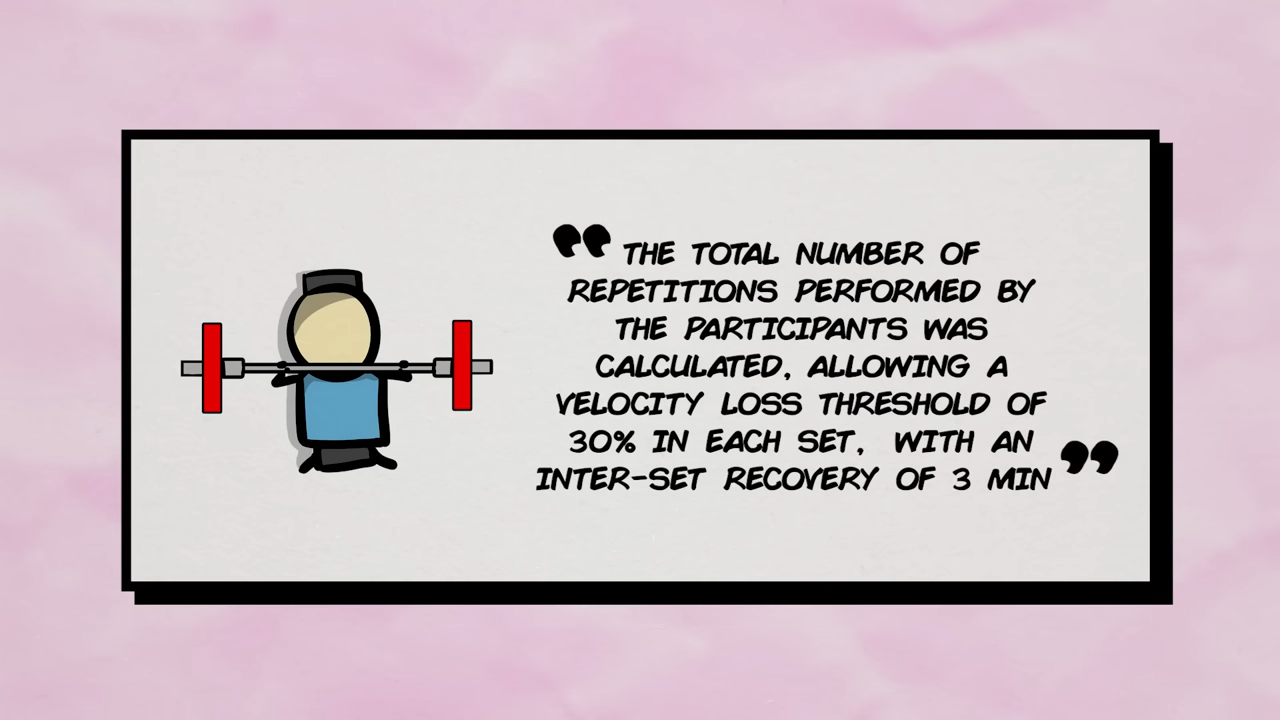 “ THE TOTAL NUMBER OF
REPETITIONS PERFORMED BY
THE PARTICIPANTS WAS
CALCULATED, ALLOWING A
VELOCITY LOSS THRESHOLD OF
30% IN EACH SET, WITH AN
INTER-SET RECOVERY OF 3 MIN ”